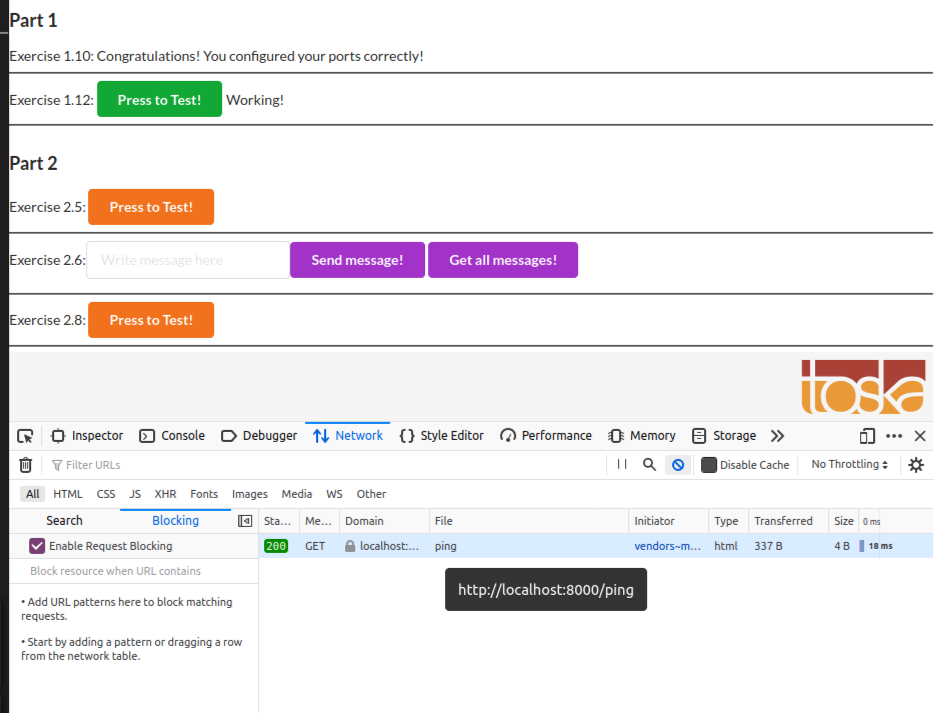 Part 1
Exercise 1.10: Congratulations! You configured your ports correctly!
Exercise 1.12: Press to Test! Working!
Part 2
Exercise 2.5: Press to Test!
Exercise 2.6: Write message here Send message! Get all messages!
Exercise 2.8: Press to Test!
toska
Inspector Console Debugger Network Style Editor Performance Memory Storage
Filter URLs Disable Cache No Throttling
All HTML CSS JS XHR Fonts Images Media WS Other
Search Blocking Sta... Me... Domain File Initiator Type Transferred Size 0 ms
Enable Request Blocking 200 GET localhost:... ping vendors~m... html 337 B 4 B 18 ms
Block resource when URL contains
• Add URL patterns here to block matching
requests.
• Start by adding a pattern or dragging a row
from the network table.
http://localhost:8000/ping